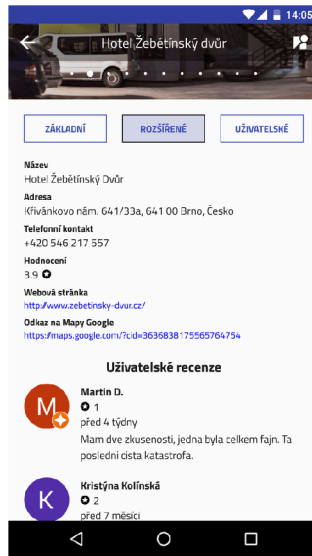 14:05
Hotel Žebětínský dvůr
ZÁKLADNÍ
ROZŠÍŘENÉ
UŽIVATELSKÉ
Název
Hotel Žebětínský Dvůr
Adresa
Křivánkovo nám. 641/33a, 641 00 Brno, Česko
Telefonní kontakt
+420 546 217 557
Hodnocení
3.9
Webová stránka
http://www.zebetinsky-dvur.cz/
Odkaz na Mapy Google
https://maps.google.com/?cid=3636838175565764754
Uživatelské recenze
M
Martin D.
1
před 4 týdny
Mam dve zkusenosti, jedna byla celkem fajn. Ta
posledni cista katastrofa.
K
Kristýna Kolínská
2
před 7 měsíci